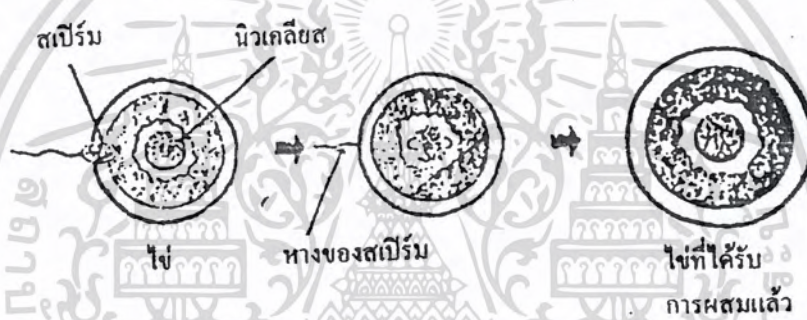 สเปิร์ม
นิวเคลียส
ไข่
หางของสเปิร์ม
ไข่ที่ได้รับ
การผสมแล้ว